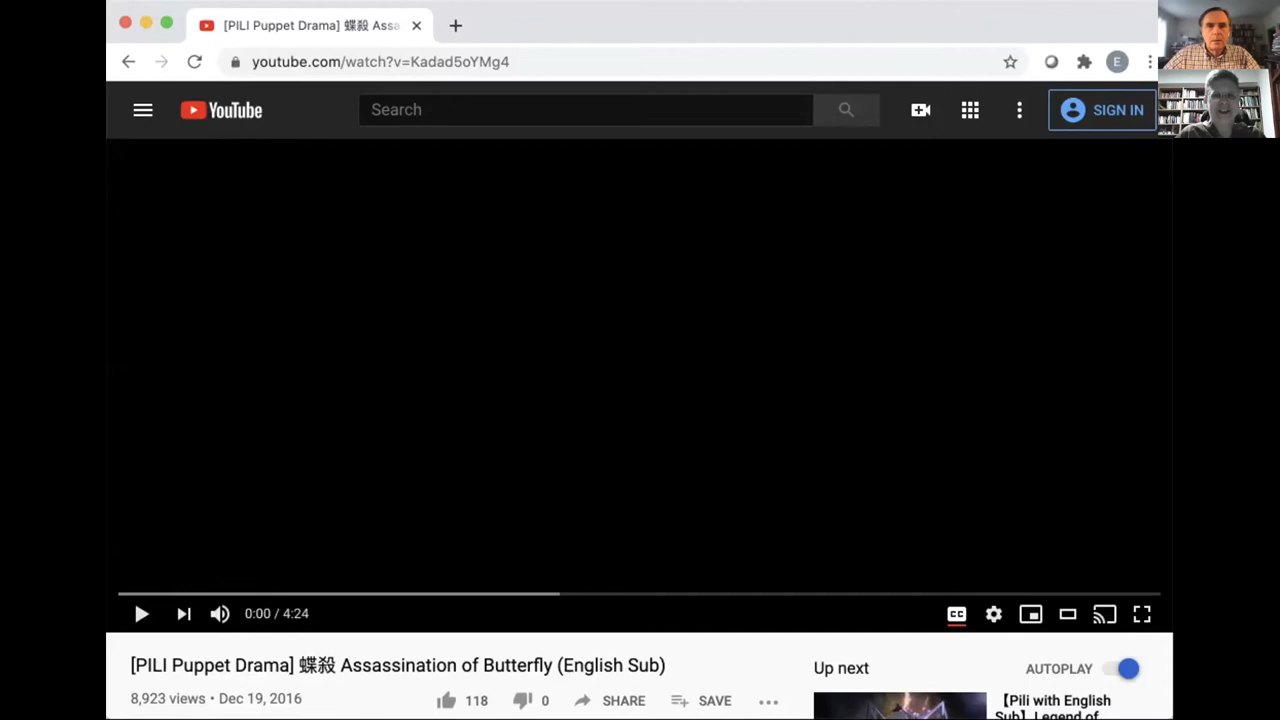 [PILI Puppet Drama] 蝶殺 Assa
youtube.com/watch?v=Kadad5oYMg4
E
YouTube
Search
SIGN IN
0:00 / 4:24
CC
[PILI Puppet Drama] 蝶殺 Assassination of Butterfly (English Sub)
8,923 views • Dec 19, 2016
118
0
SHARE
SAVE
Up next
AUTOPLAY
【Pili with English
Sub】Legend of